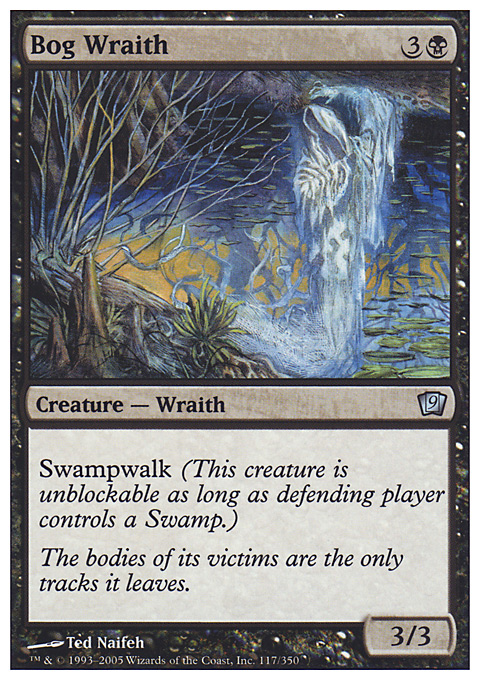 Bog Wraith 3
Creature — Wraith 9
Swampwalk (This creature is
unblockable as long as defending player
controls a Swamp.)
The bodies of its victims are the only
tracks it leaves.
3/3
Ted Naifeh
™ & © 1993–2005 Wizards of the Coast, Inc. 117/350